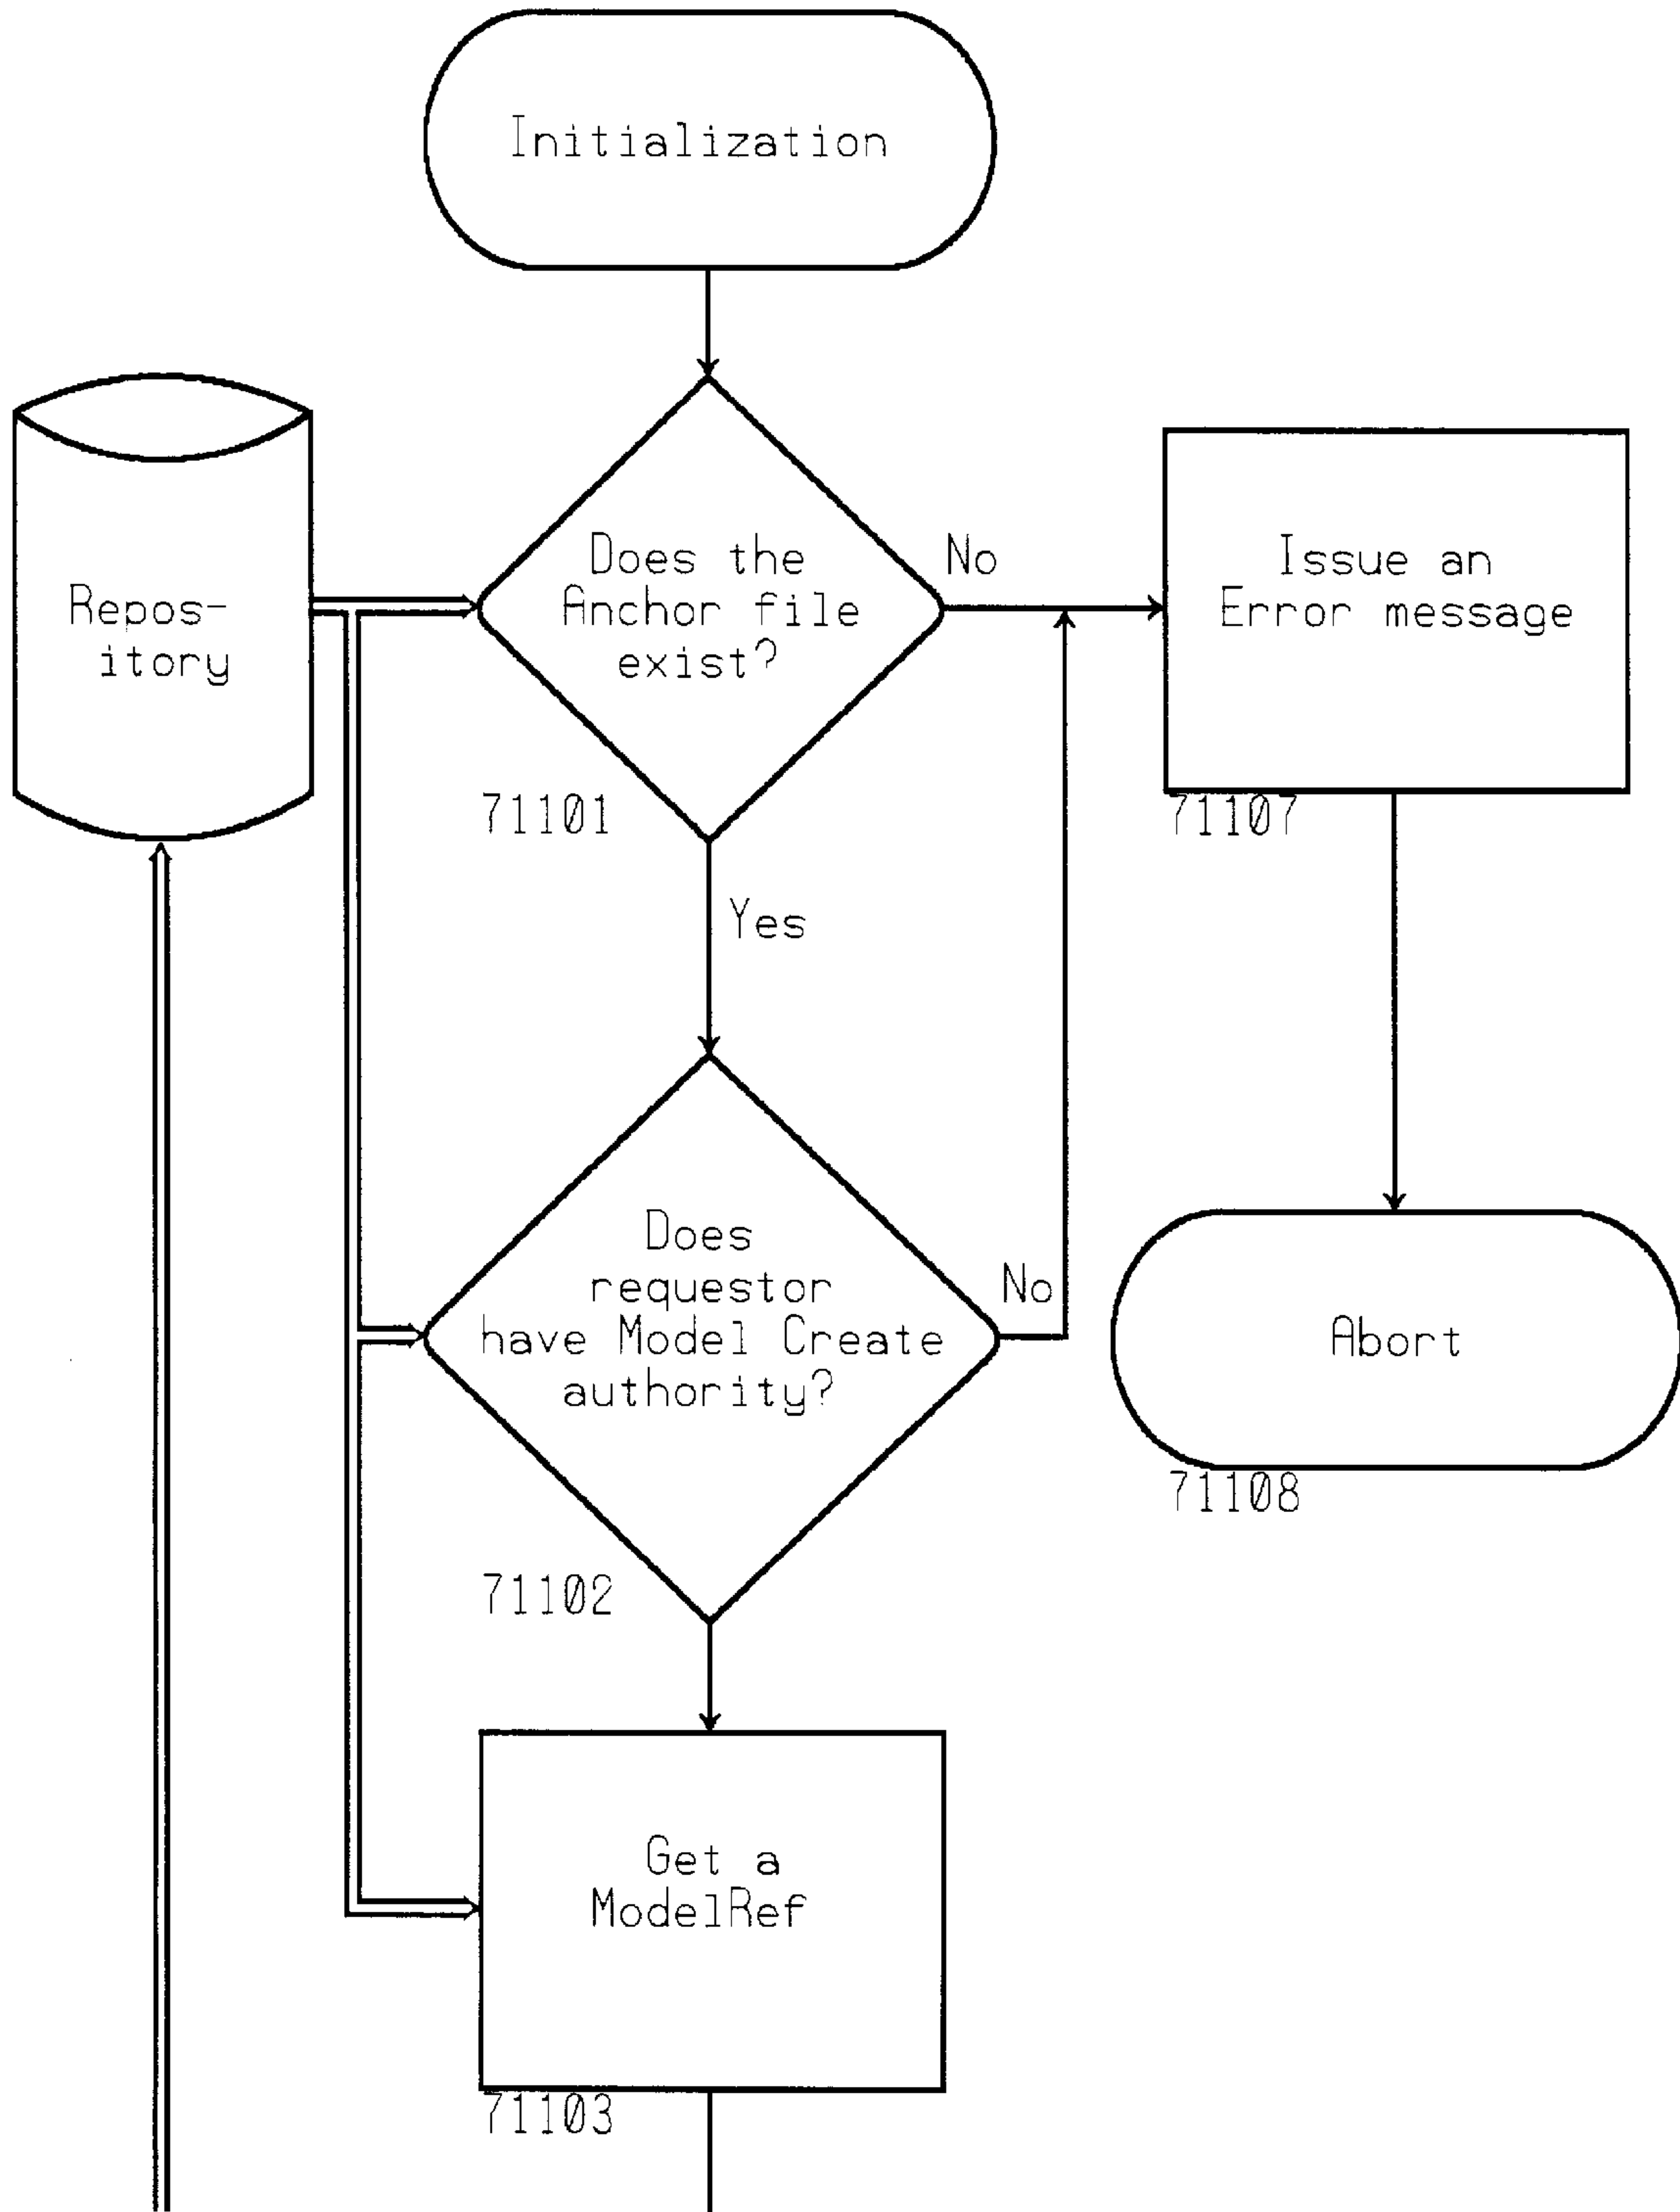 Initialization
Repos-
itory
Does the
Anchor file
exist?
No
Issue an
Error message
71101
71107
Yes
Does
requestor
have Model Create
authority?
No
Abort
71108
71102
Get a
ModelRef
71103